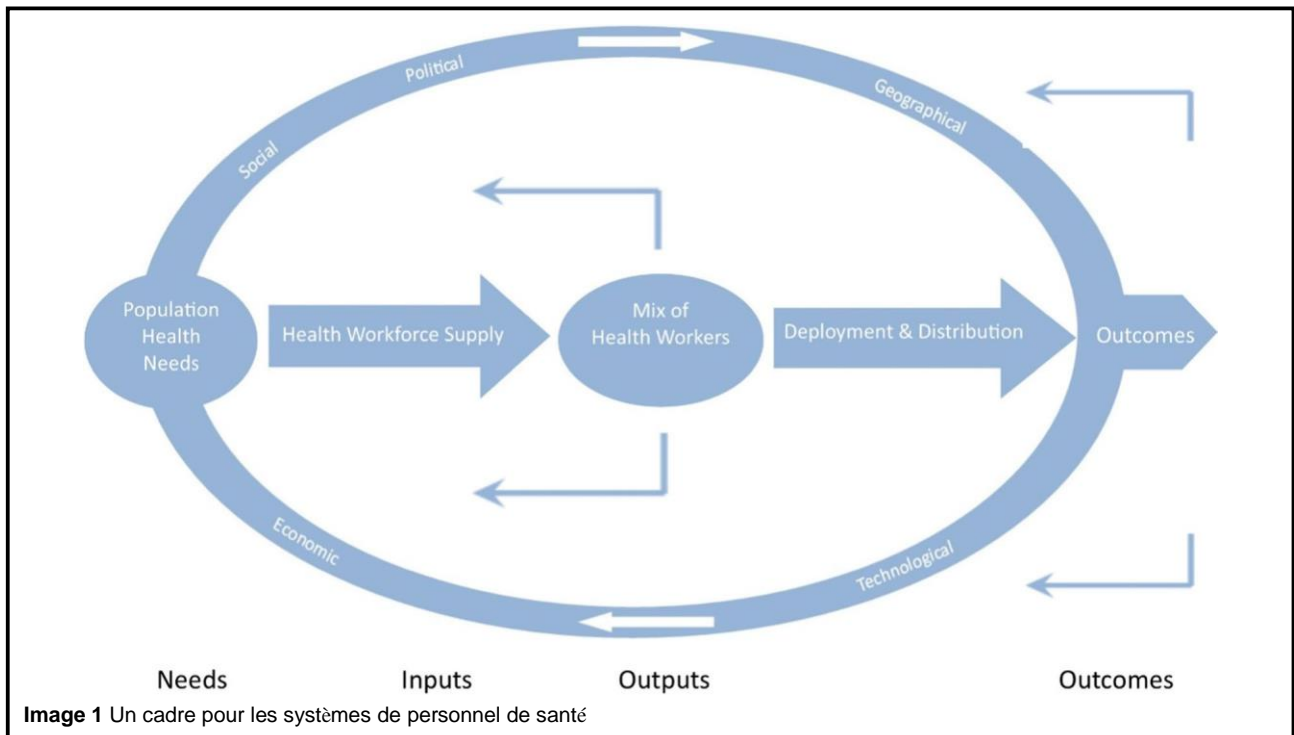 Political
Geographical
Social
Population
Health
Needs
Health Workforce Supply
Mix of
Health Workers
Deployment & Distribution
Outcomes
Economic
Technological
Needs Inputs Outputs Outcomes
Image 1 Un cadre pour les systèmes de personnel de santé